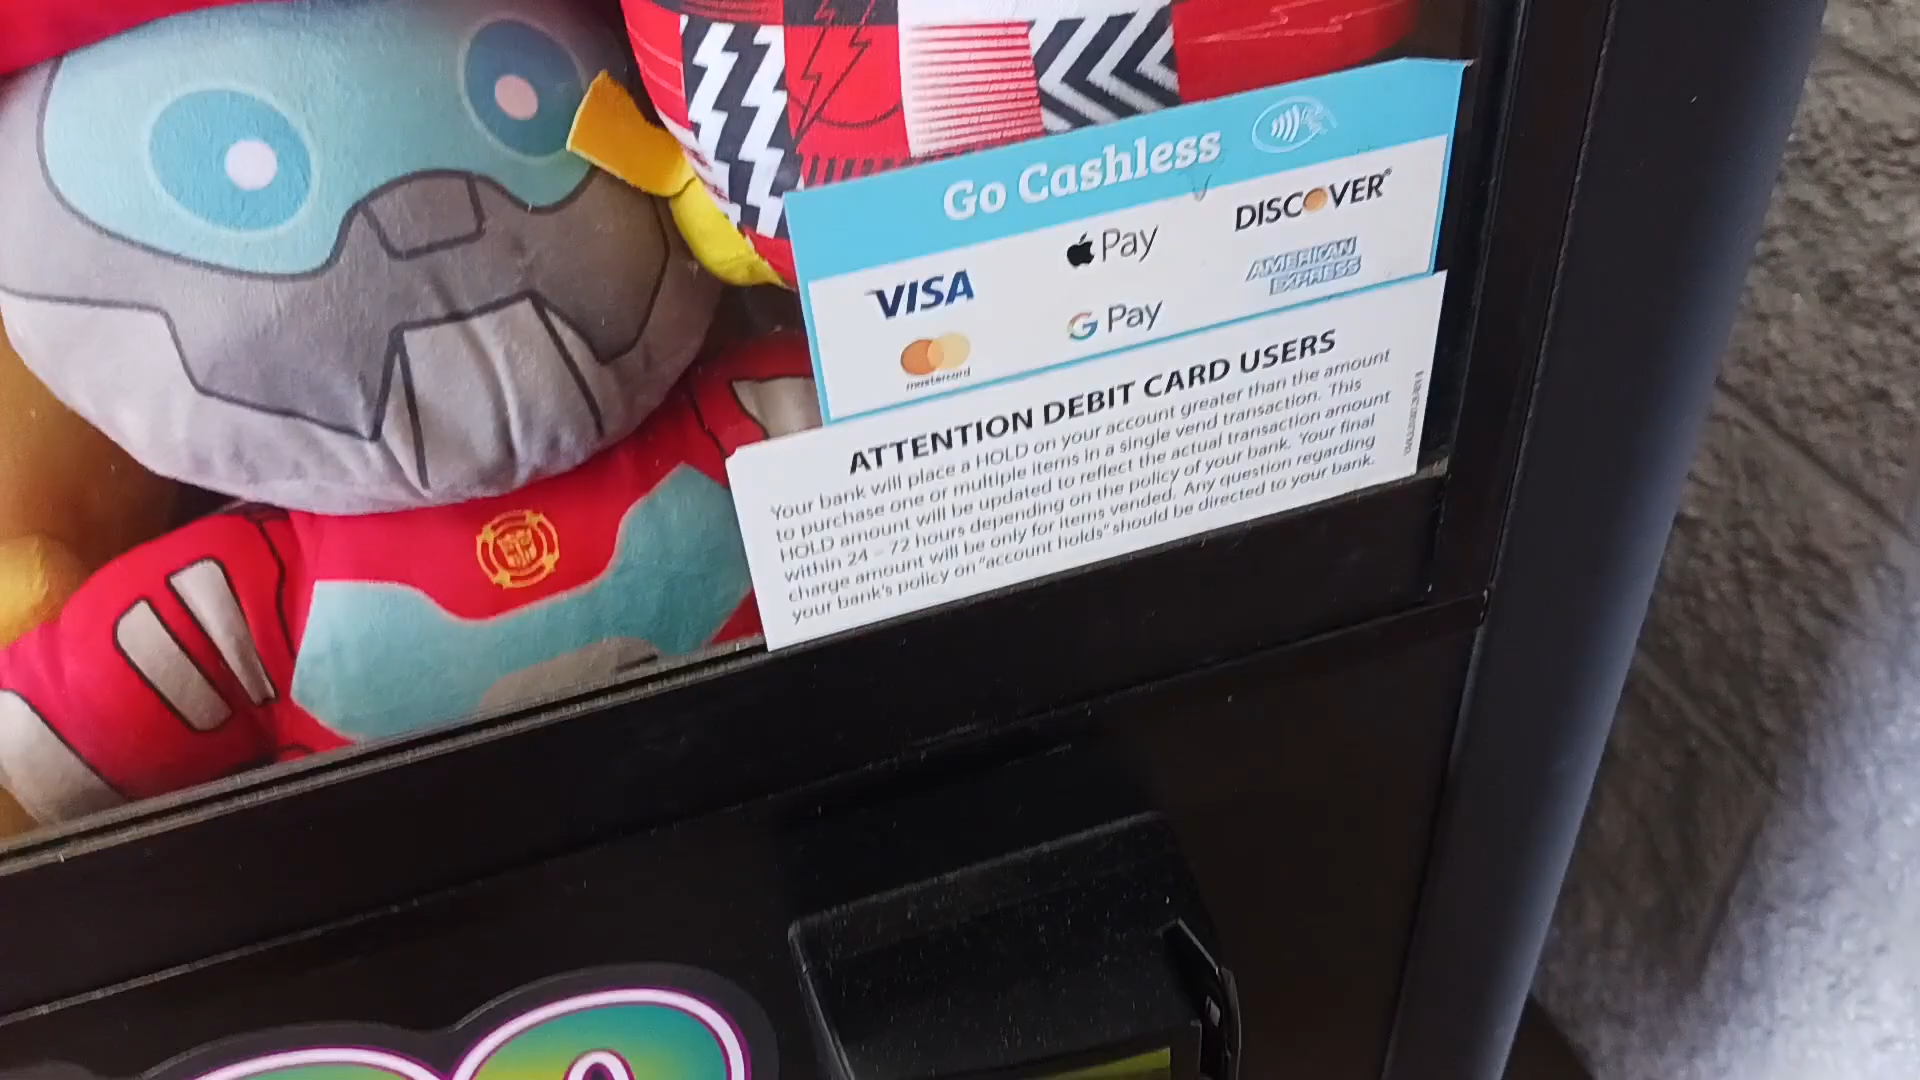 Go Cashless
VISA
Pay
DISCOVER
mastercard
G Pay
AMERICAN
EXPRESS
ATTENTION DEBIT CARD USERS
Your bank will place a HOLD on your account greater than the amount
to purchase one or multiple items in a single vend transaction. This
HOLD amount will be updated to reflect the actual transaction amount
within 24 – 72 hours depending on the policy of your bank. Your final
charge amount will be only for items vended. Any question regarding
your bank's policy on "account holds" should be directed to your bank.